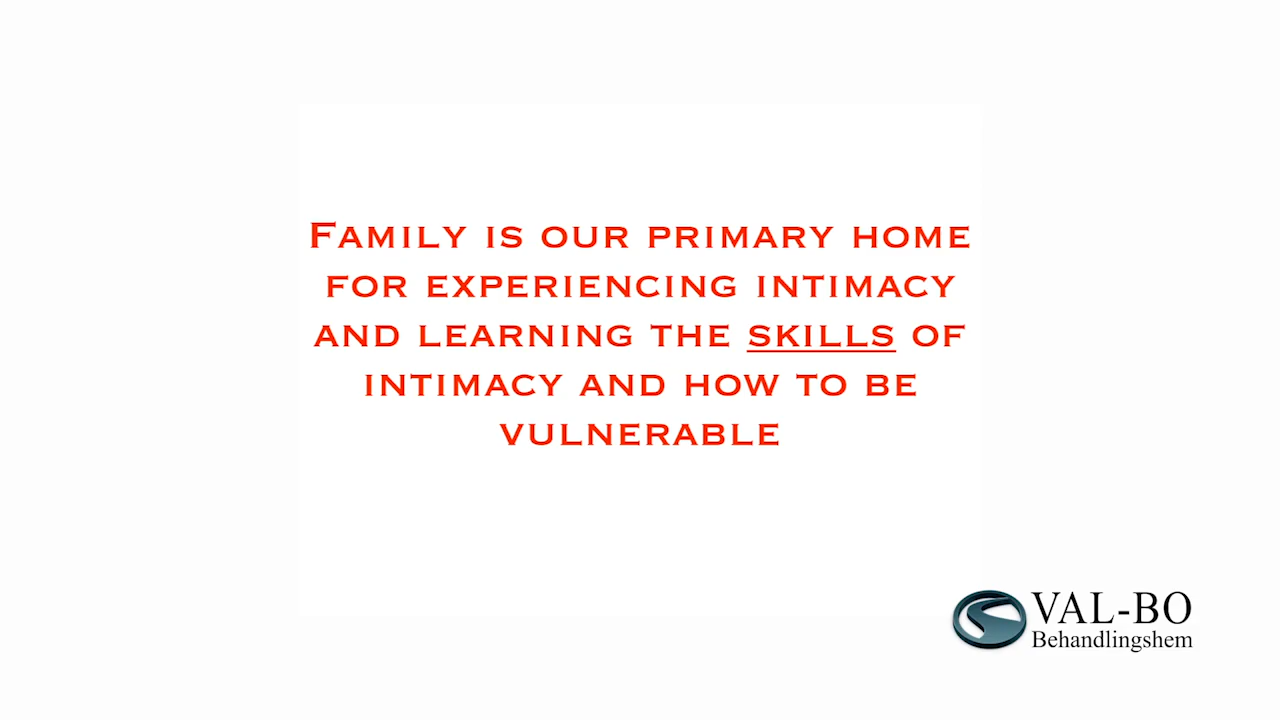 Family is our primary home
for experiencing intimacy
and learning the skills of
intimacy and how to be
vulnerable
VAL-BO
Behandlingshem